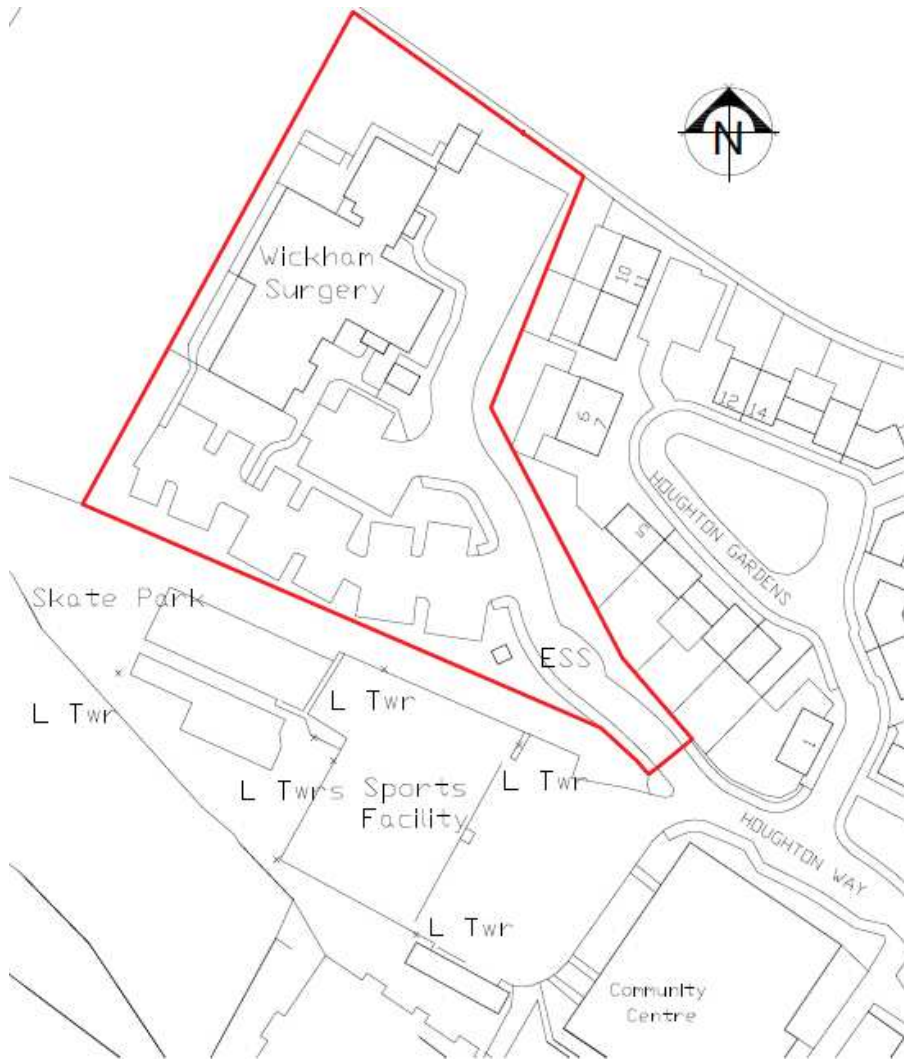 N
Wickham
Surgery
10
11
6
7
12 14
HOUGHTON GARDENS
5
Skate Park
ESS
L Twr
L Twr
1
L Twrs
Sports
Facility
L Twr
HOUGHTON WAY
L Twr
Community
Centre